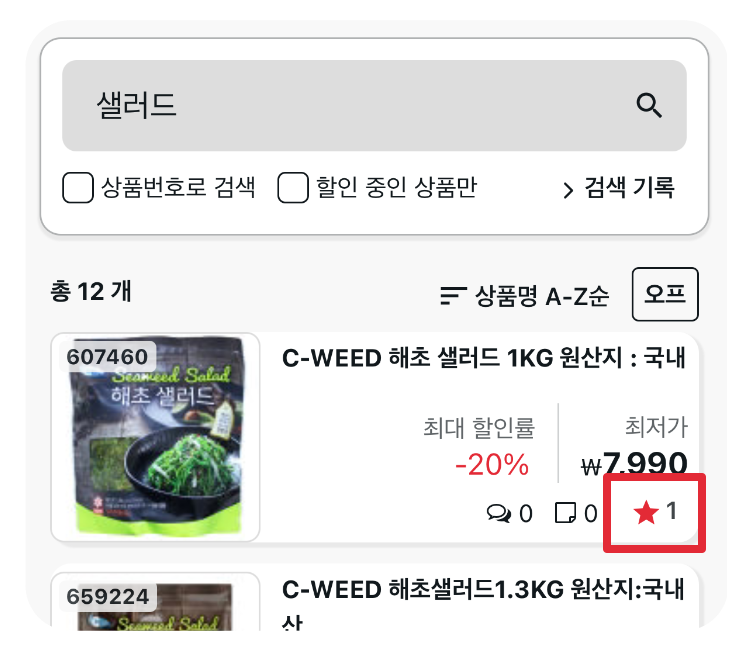 샐러드
상품번호로 검색 할인 중인 상품만 검색 기록
총 12 개
상품명 A-Z순 오프
607460
Seaweed Salad
해초 샐러드
C-WEED 해초 샐러드 1KG 원산지 : 국내
최대 할인률
-20%
최저가
₩7,990
0 0 1
659224
Seaweed Salad
C-WEED 해초샐러드1.3KG 원산지:국내
산